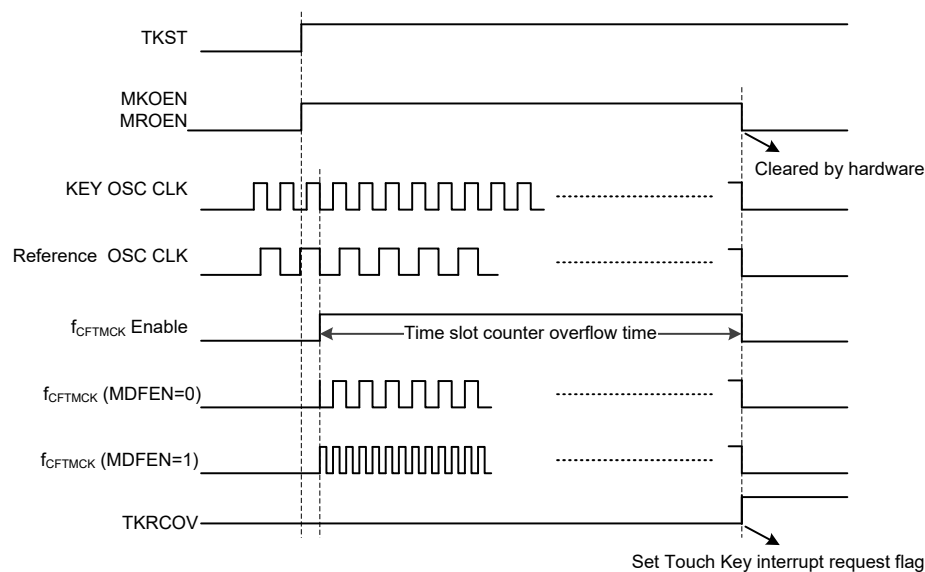 TKST
MKOEN
MROEN
Cleared by hardware
KEY OSC CLK
Reference OSC CLK
fCFTMCK Enable
Time slot counter overflow time
fCFTMCK (MDFEN=0)
fCFTMCK (MDFEN=1)
TKRCOV
Set Touch Key interrupt request flag